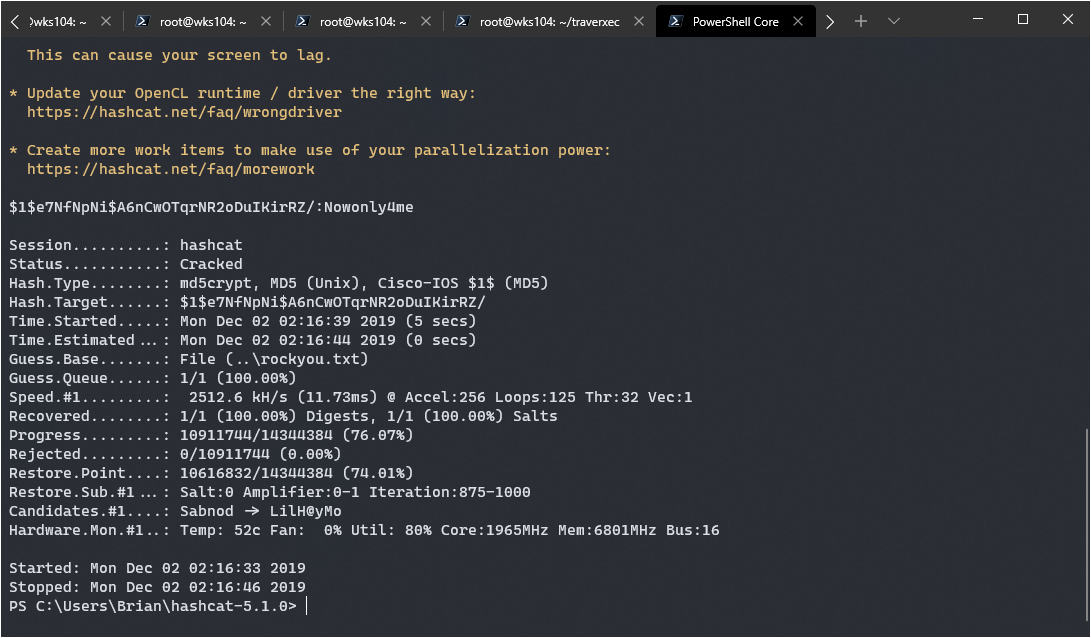 )wks104: ~
root@wks104: ~
root@wks104: ~
root@wks104: ~/traverxec
PowerShell Core
This can cause your screen to lag.
* Update your OpenCL runtime / driver the right way:
https://hashcat.net/faq/wrongdriver
* Create more work items to make use of your parallelization power:
https://hashcat.net/faq/morework
$1$e7NfNpNi$A6nCwOTqrNR2oDuIKirRZ/:Nowonly4me
Session..........: hashcat
Status...........: Cracked
Hash.Type........: md5crypt, MD5 (Unix), Cisco-IOS $1$ (MD5)
Hash.Target......: $1$e7NfNpNi$A6nCwOTqrNR2oDuIKirRZ/
Time.Started.....: Mon Dec 02 02:16:39 2019 (5 secs)
Time.Estimated...: Mon Dec 02 02:16:44 2019 (0 secs)
Guess.Base.......: File (..\rockyou.txt)
Guess.Queue......: 1/1 (100.00%)
Speed.#1.........:  2512.6 kH/s (11.73ms) @ Accel:256 Loops:125 Thr:32 Vec:1
Recovered........: 1/1 (100.00%) Digests, 1/1 (100.00%) Salts
Progress.........: 10911744/14344384 (76.07%)
Rejected.........: 0/10911744 (0.00%)
Restore.Point....: 10616832/14344384 (74.01%)
Restore.Sub.#1...: Salt:0 Amplifier:0-1 Iteration:875-1000
Candidates.#1....: Sabnod -> LilH@yMo
Hardware.Mon.#1..: Temp: 52c Fan:  0% Util: 80% Core:1965MHz Mem:6801MHz Bus:16
Started: Mon Dec 02 02:16:33 2019
Stopped: Mon Dec 02 02:16:46 2019
PS C:\Users\Brian\hashcat-5.1.0>